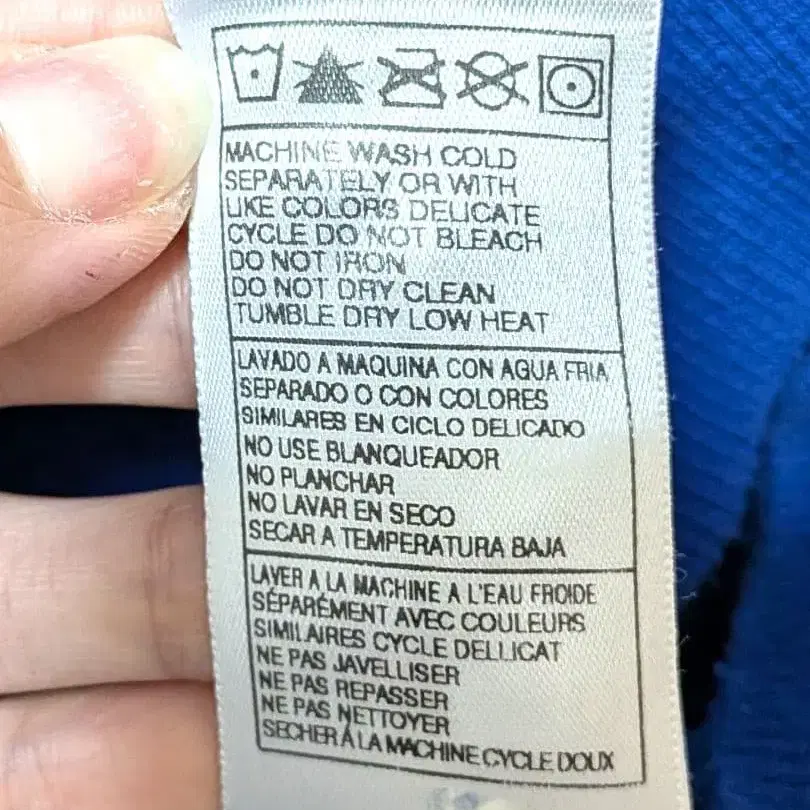 MACHINE WASH COLD
SEPARATELY OR WITH
LIKE COLORS DELICATE
CYCLE DO NOT BLEACH
DO NOT IRON
DO NOT DRY CLEAN
TUMBLE DRY LOW HEAT
LAVADO A MAQUINA CON AGUA FRIA
SEPARADO O CON COLORES
SIMILARES EN CICLO DELICADO
NO USE BLANQUEADOR
NO PLANCHAR
NO LAVAR EN SECO
SECAR A TEMPERATURA BAJA
LAVER A LA MACHINE A L'EAU FROIDE
SÉPARÉMENT AVEC COULEURS
SIMILAIRES CYCLE DELLICAT
NE PAS JAVELLISER
NE PAS REPASSER
NE PAS NETTOYER
SECHER À LA MACHINE CYCLE DOUX